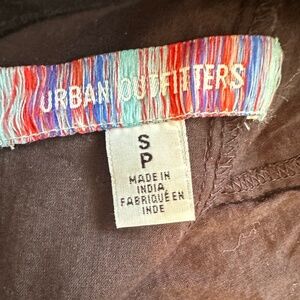 URBAN OUTFITTERS
S
P
MADE IN
INDIA
FABRIQUÉ EN
INDE